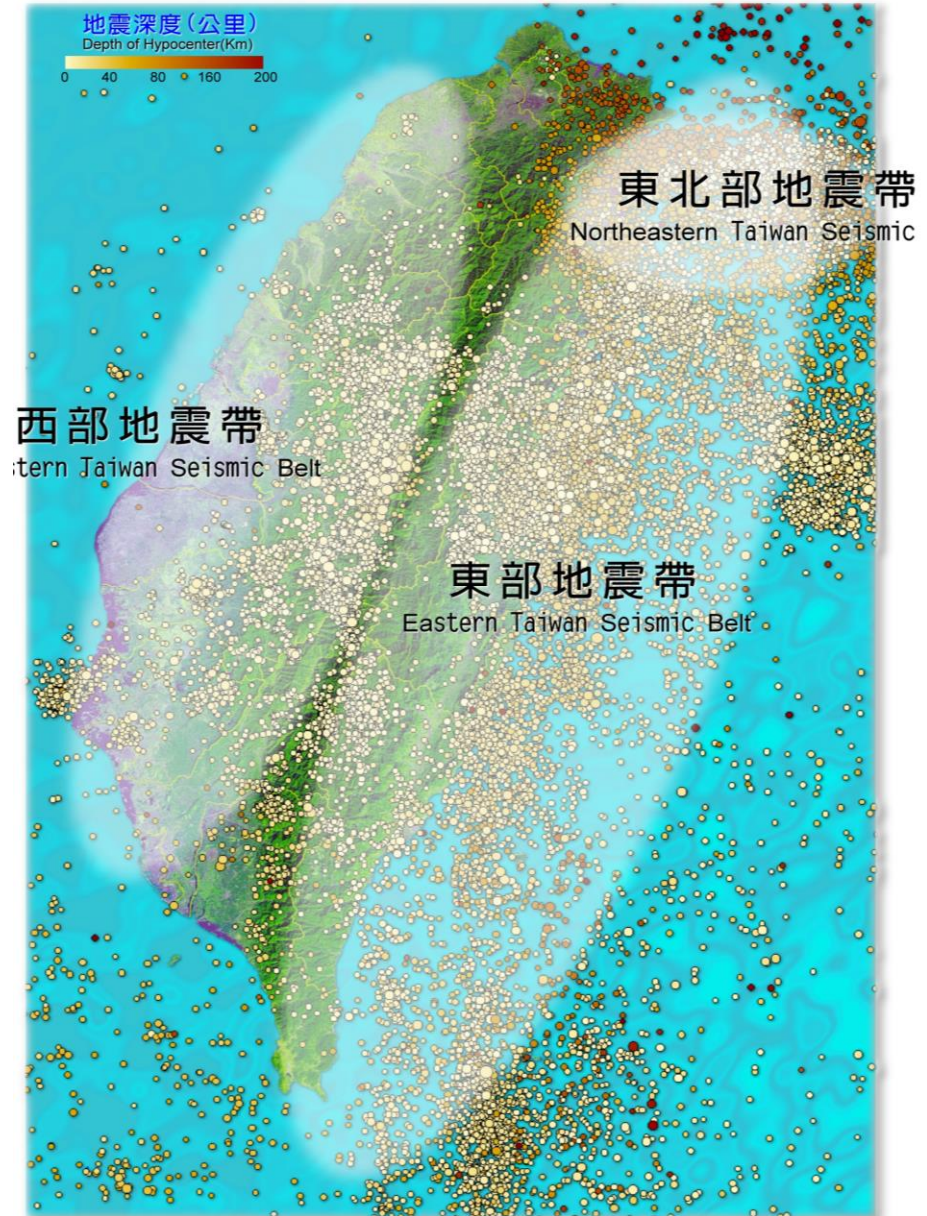 地震深度(公里)
Depth of Hypocenter(Km)
0 40 80 160 200
東北部地震帶
Northeastern Taiwan Seismic
西部地震帶
stern Taiwan Seismic Belt
東部地震帶
Eastern Taiwan Seismic Belt